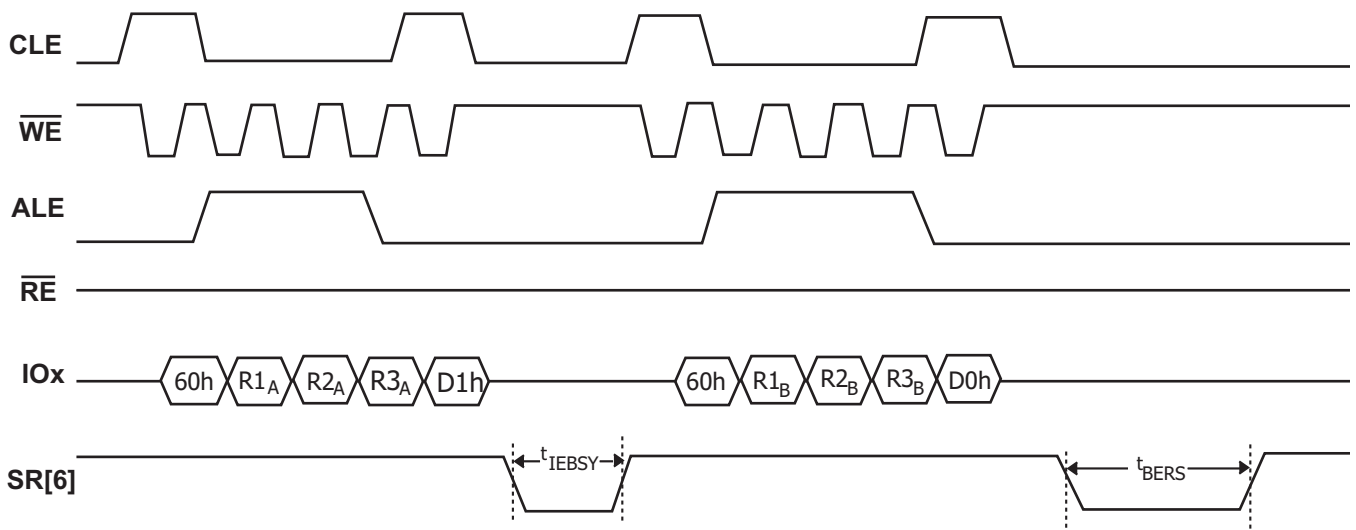 CLE
WE
ALE
RE
IOx 60h R1A R2A R3A D1h 60h R1B R2B R3B D0h
SR[6] tIEBSY tBERS